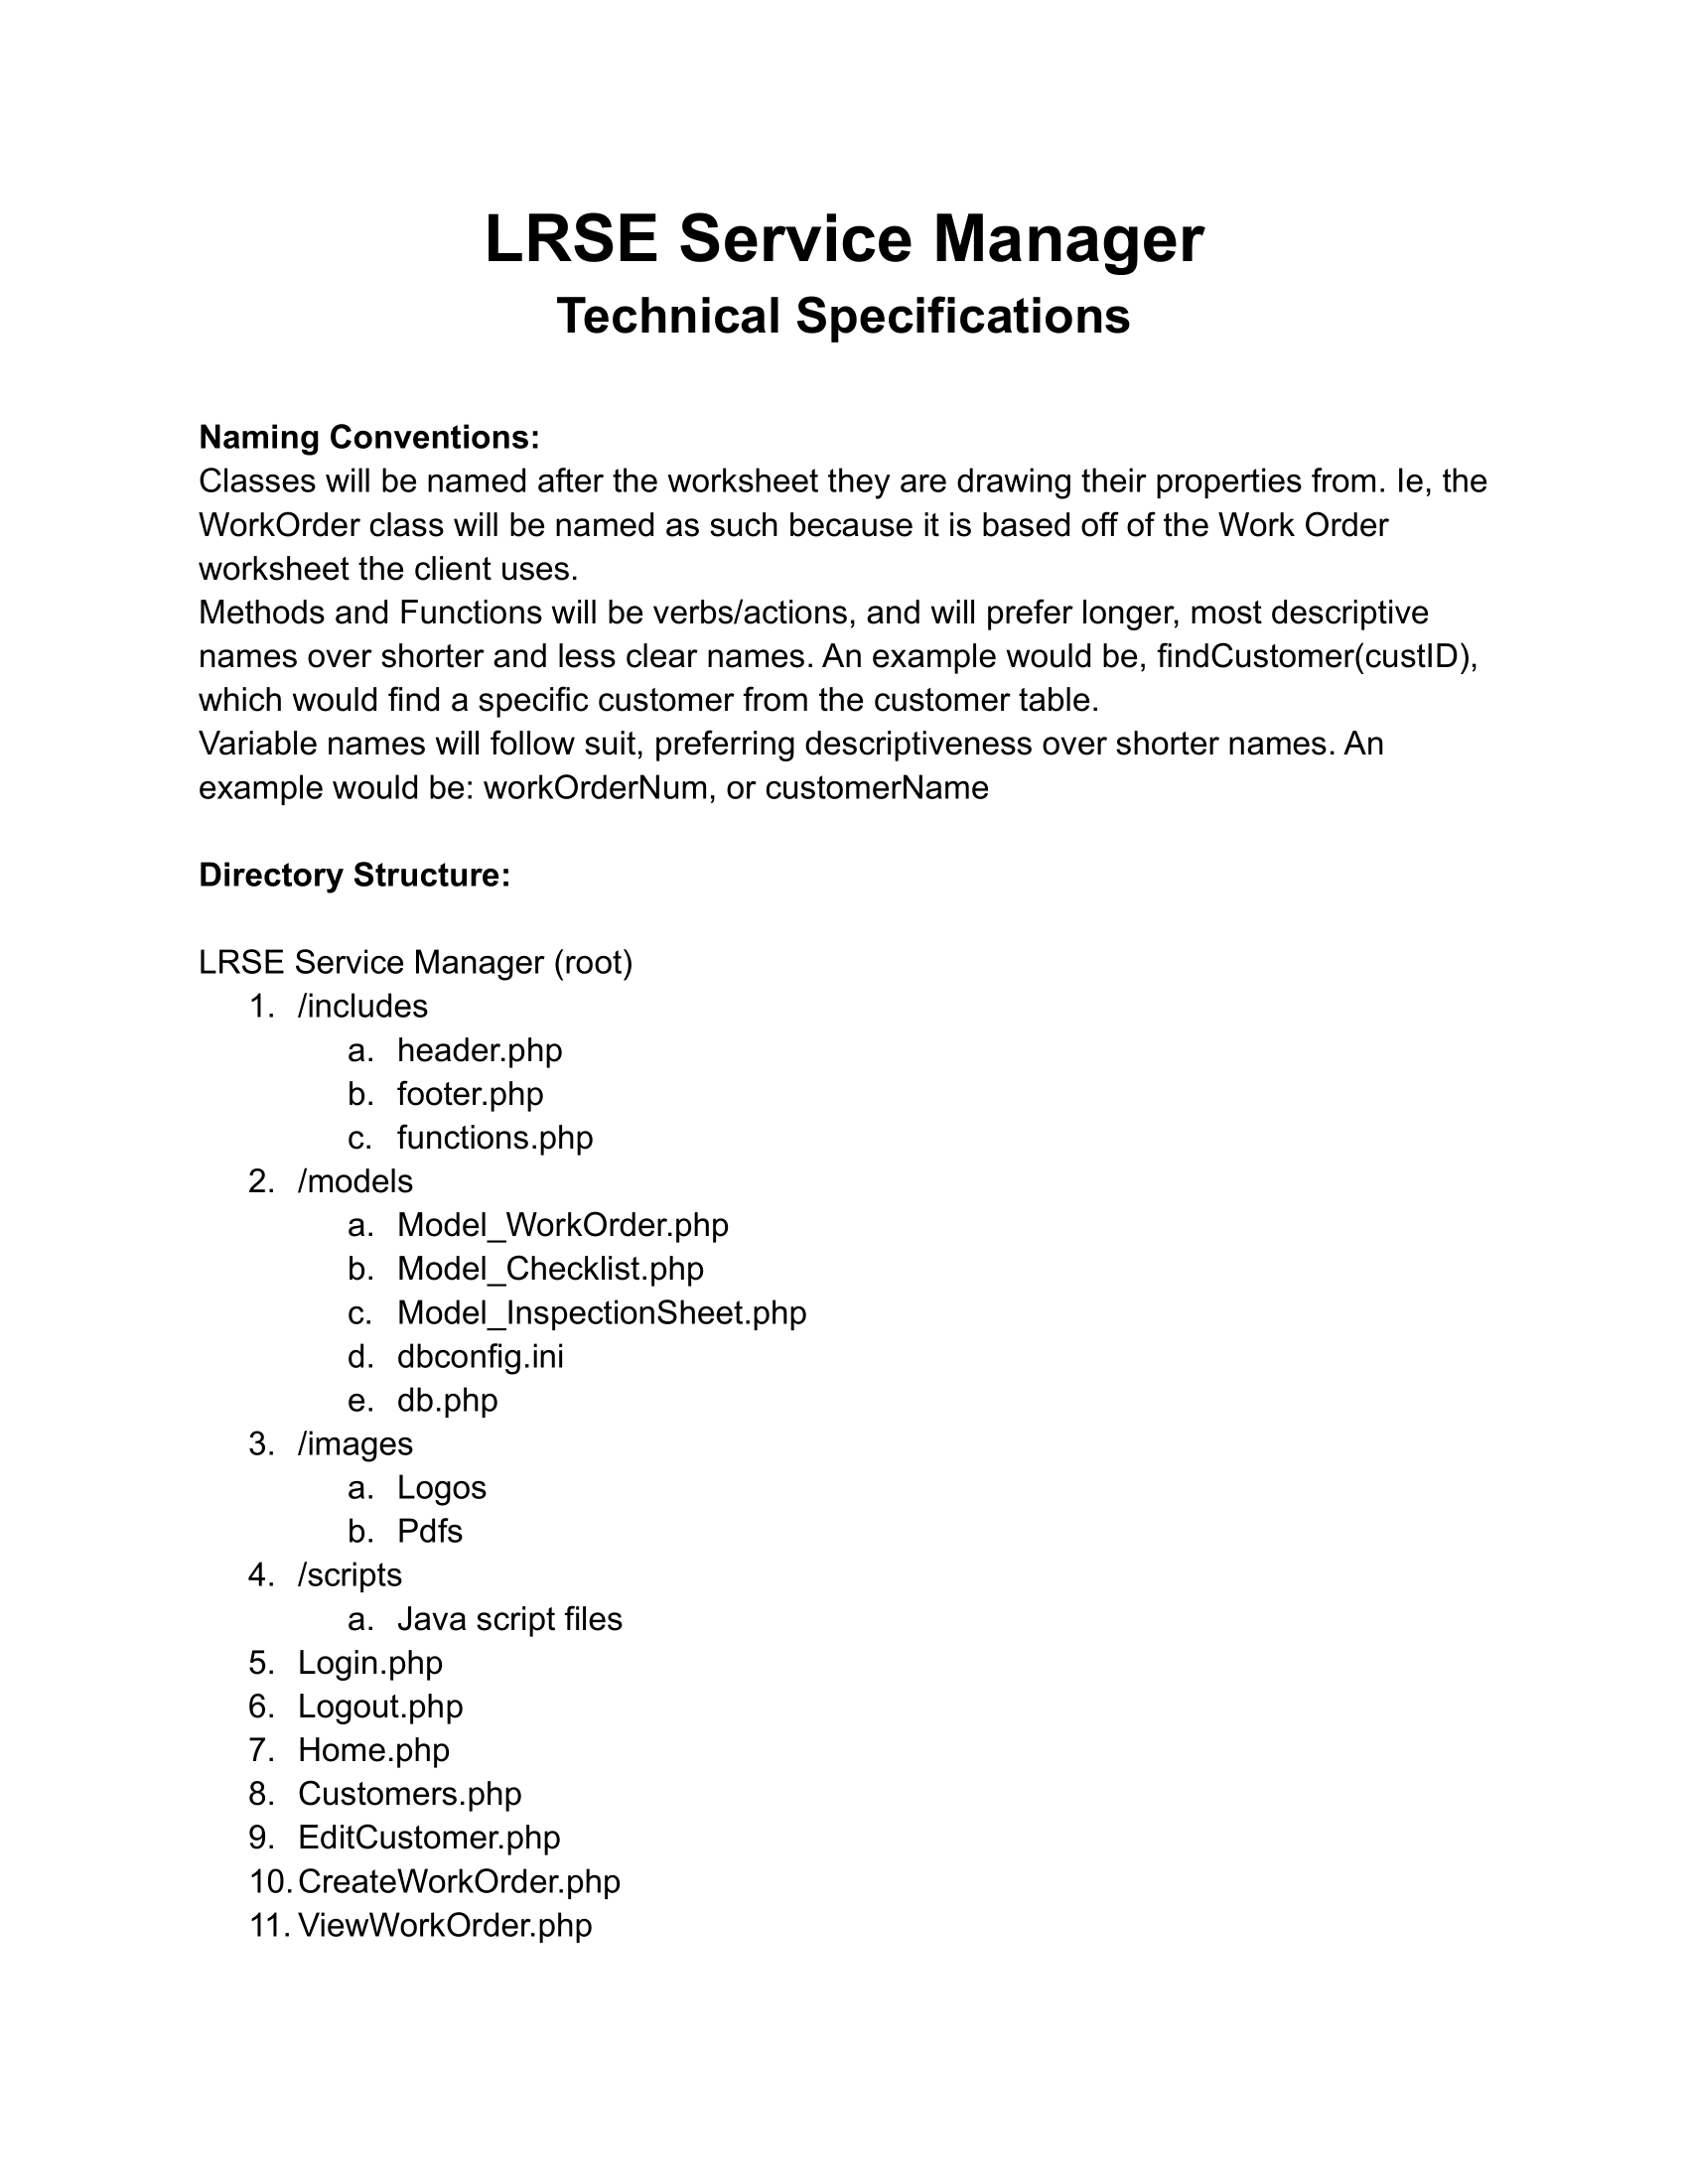 LRSE Service Manager
Technical Specifications
Naming Conventions:
Classes will be named after the worksheet they are drawing their properties from. Ie, the
WorkOrder class will be named as such because it is based off of the Work Order
worksheet the client uses.
Methods and Functions will be verbs/actions, and will prefer longer, most descriptive
names over shorter and less clear names. An example would be, findCustomer(custID),
which would find a specific customer from the customer table.
Variable names will follow suit, preferring descriptiveness over shorter names. An
example would be: workOrderNum, or customerName
Directory Structure:
LRSE Service Manager (root)
1. /includes
a. header.php
b. footer.php
c. functions.php
2. /models
a. Model_WorkOrder.php
b. Model_Checklist.php
c. Model_InspectionSheet.php
d. dbconfig.ini
e. db.php
3. /images
a. Logos
b. Pdfs
4. /scripts
a. Java script files
5. Login.php
6. Logout.php
7. Home.php
8. Customers.php
9. EditCustomer.php
10. CreateWorkOrder.php
11. ViewWorkOrder.php